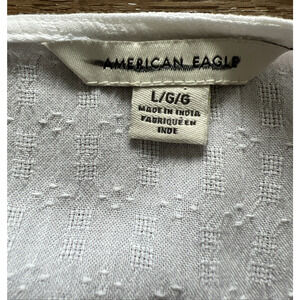 AMERICAN EAGLE
L/G/G
MADE IN INDIA
FABRIQUÉ EN
INDE